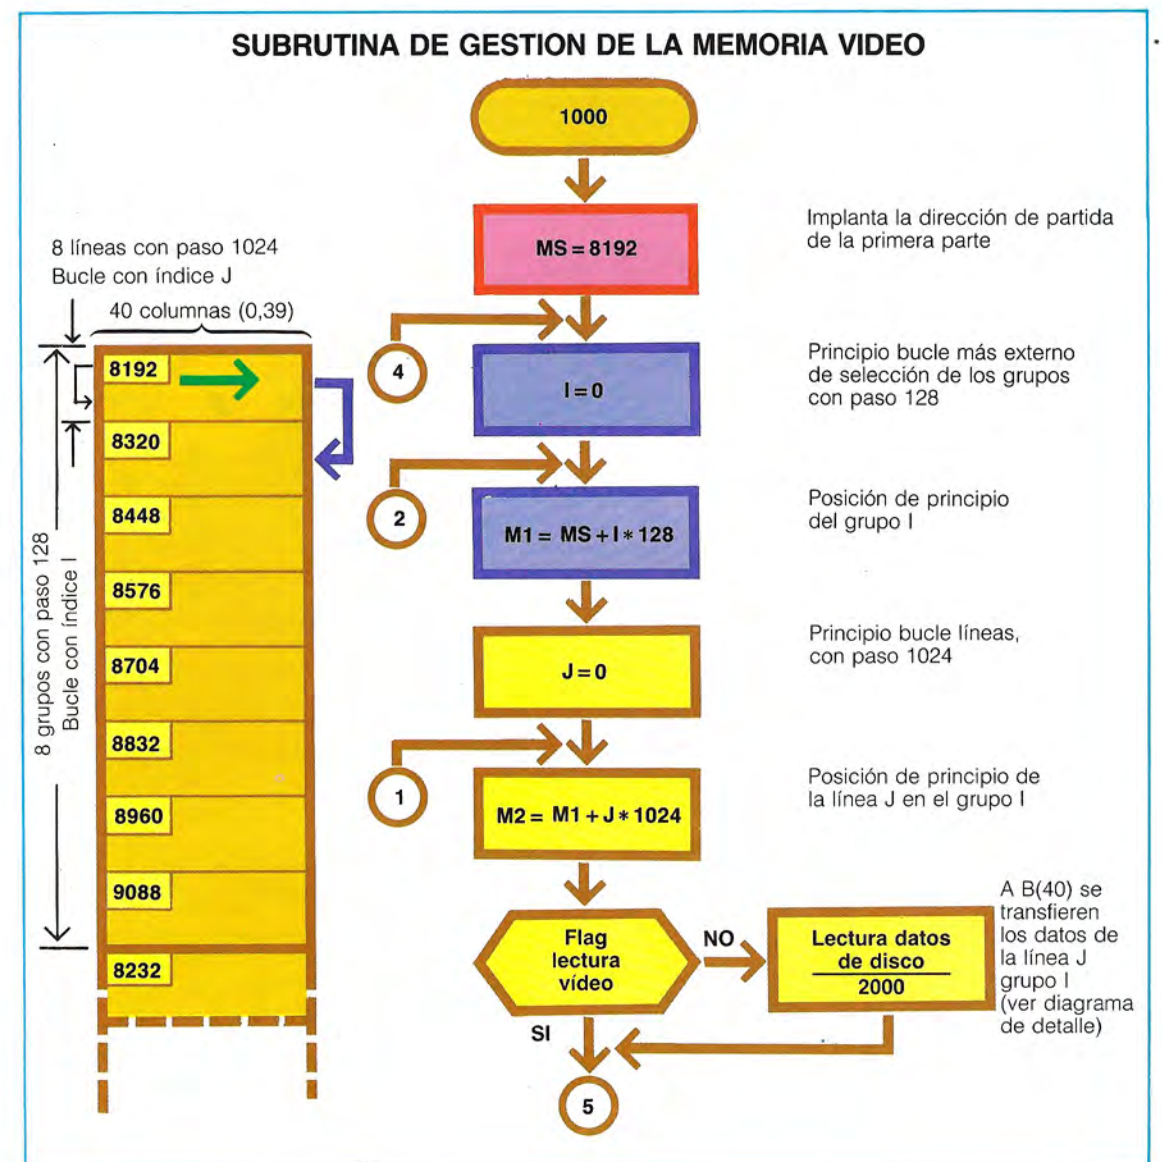 SUBRUTINA DE GESTION DE LA MEMORIA VIDEO
1000
MS = 8192
Implanta la dirección de partida
de la primera parte
8 líneas con paso 1024
Bucle con índice J
40 columnas (0,39)
4
I = 0
Principio bucle más externo
de selección de los grupos
con paso 128
8192
8320
8448
8576
8704
8832
8960
9088
8232
8 grupos con paso 128
Bucle con índice I
2
M1 = MS + I * 128
Posición de principio
del grupo I
J = 0
Principio bucle líneas,
con paso 1024
1
M2 = M1 + J * 1024
Posición de principio de
la línea J en el grupo I
Flag
lectura
vídeo
NO
SI
Lectura datos
de disco
2000
A B(40) se
transfieren
los datos de
la línea J
grupo I
(ver diagrama
de detalle)
5